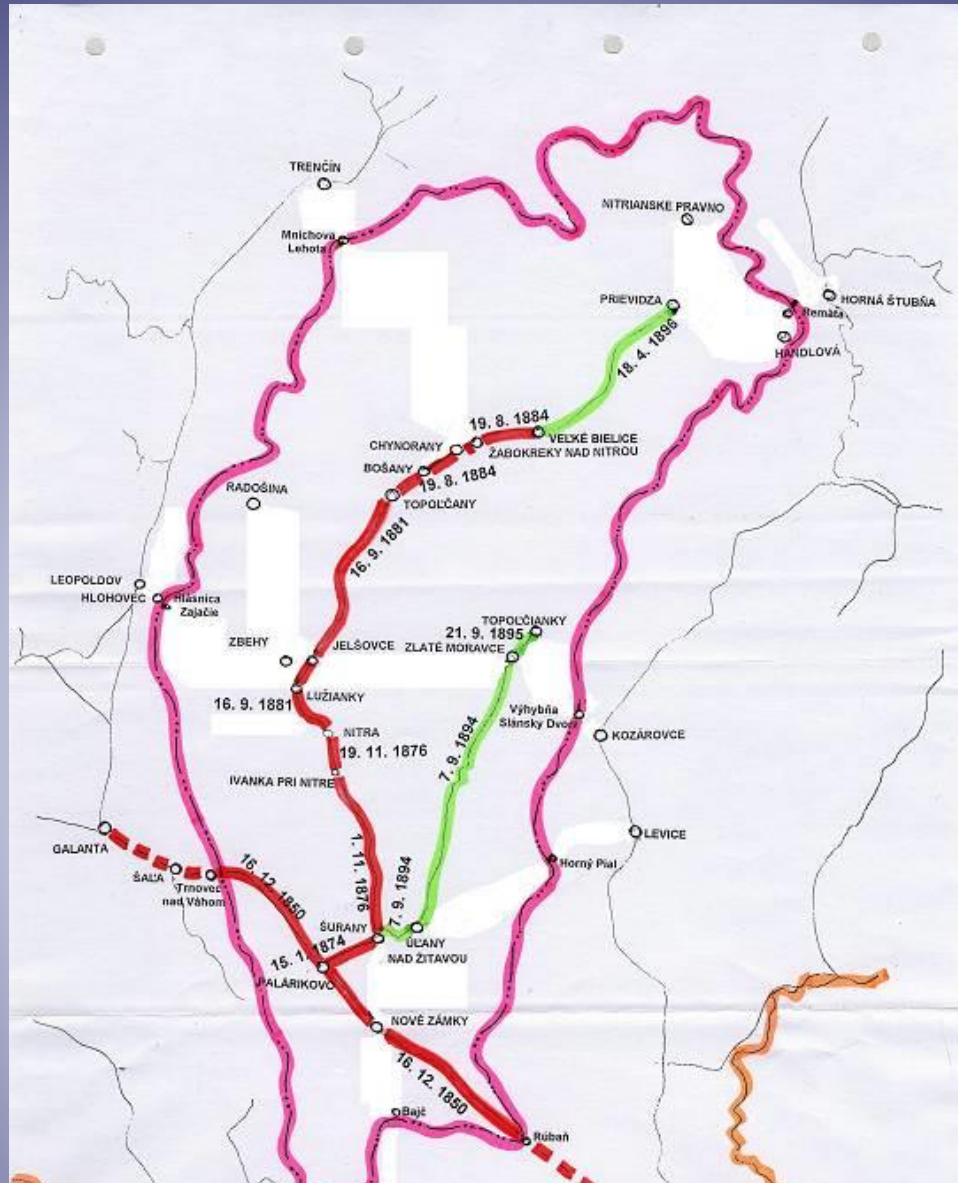 TRENČÍN
NITRIANSKE PRAVNO
Mníchova
Lehota
PRIEVIDZA
HORNÁ ŠTUBŇA
Remata
HANDLOVÁ
18. 4. 1896
19. 8. 1884
CHYNORANY
VEĽKÉ BIELICE
ŽABOKREKY NAD NITROU
BOŠANY
19. 8. 1884
TOPOĽČANY
RADOŠINA
16. 9. 1881
LEOPOLDOV
HLOHOVEC
Hlásnica
Zajačie
TOPOĽČIANKY
21. 9. 1895
ZLATÉ MORAVCE
ZBEHY
JELŠOVCE
LUŽIANKY
16. 9. 1881
Výhybňa
Slánsky Dvor
NITRA
KOZÁROVCE
19. 11. 1876
7. 9. 1894
IVANKA PRI NITRE
GALANTA
LEVICE
Horný Pial
ŠAĽA
Trnovec
nad Váhom
16. 12. 1850
1. 11. 1876
7. 9. 1894
ŠURANY
ÚĽANY
NAD ŽITAVOU
15. 1. 1874
PALÁRIKOVO
NOVÉ ZÁMKY
16. 12. 1850
Bajč
Rúbaň